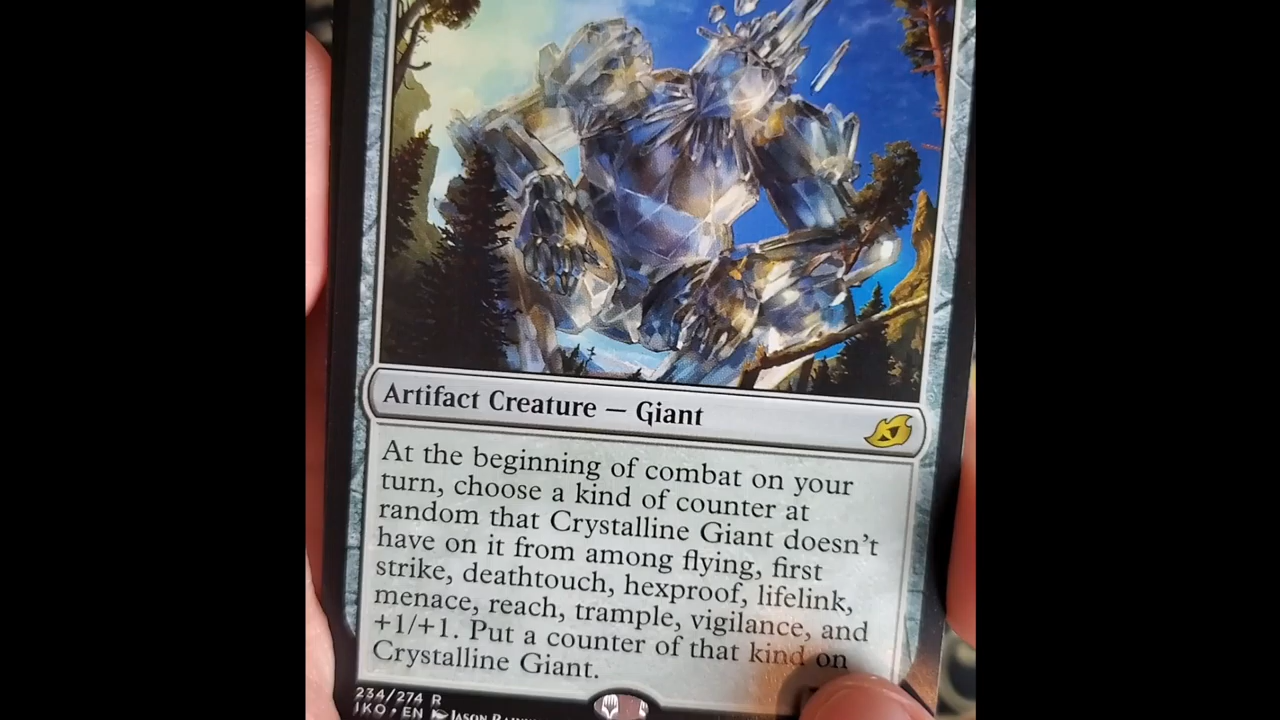 Artifact Creature — Giant
At the beginning of combat on your
turn, choose a kind of counter at
random that Crystalline Giant doesn't
have on it from among flying, first
strike, deathtouch, hexproof, lifelink,
menace, reach, trample, vigilance, and
+1/+1. Put a counter of that kind on
Crystalline Giant.
234/274 R
IKO • EN JASON